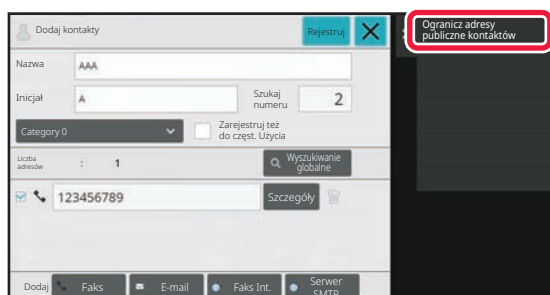 Dodaj kontakty
Rejestruj
Ogranicz adresy
publiczne kontaktów
Nazwa
AAA
Inicjał
A
Szukaj
numeru
2
Category 0
Zarejestruj też
do częst. Użycia
Liczba
adresów
:
1
Wyszukiwanie
globalne
123456789
Szczegóły
Dodaj
Faks
E-mail
Faks Int.
Serwer
SMTP